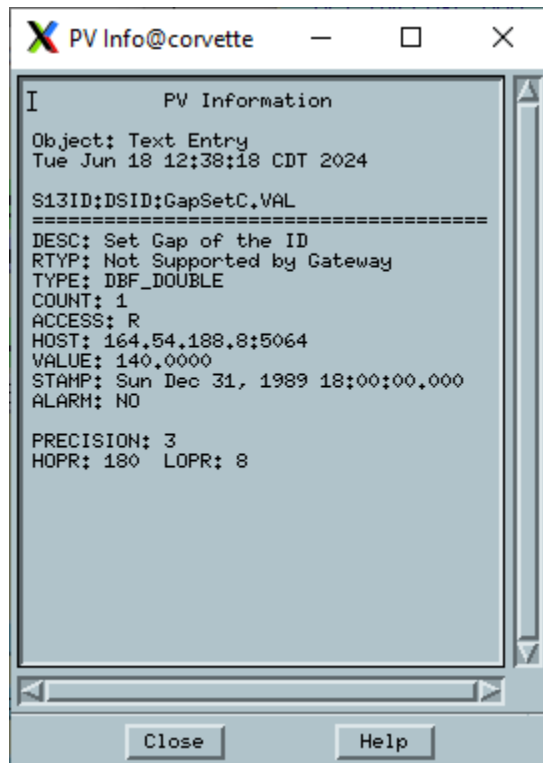 PV Info@corvette
PV Information
Object: Text Entry
Tue Jun 18 12:38:18 CDT 2024
S13ID:DSID:GapSetC.VAL
======================================
DESC: Set Gap of the ID
RTYP: Not Supported by Gateway
TYPE: DBF_DOUBLE
COUNT: 1
ACCESS: R
HOST: 164.54.188.8:5064
VALUE: 140.0000
STAMP: Sun Dec 31, 1989 18:00:00.000
ALARM: NO
PRECISION: 3
HOPR: 180  LOPR: 8
Close Help